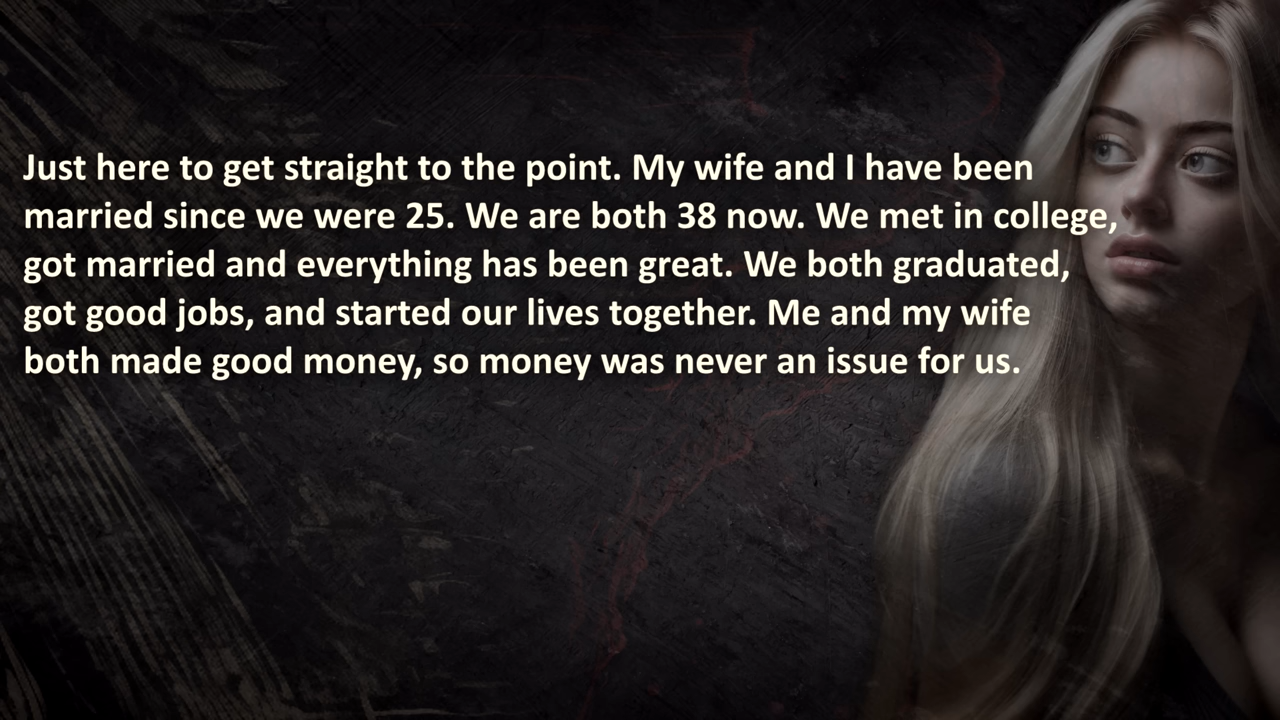 Just here to get straight to the point. My wife and I have been
married since we were 25. We are both 38 now. We met in college,
got married and everything has been great. We both graduated,
got good jobs, and started our lives together. Me and my wife
both made good money, so money was never an issue for us.